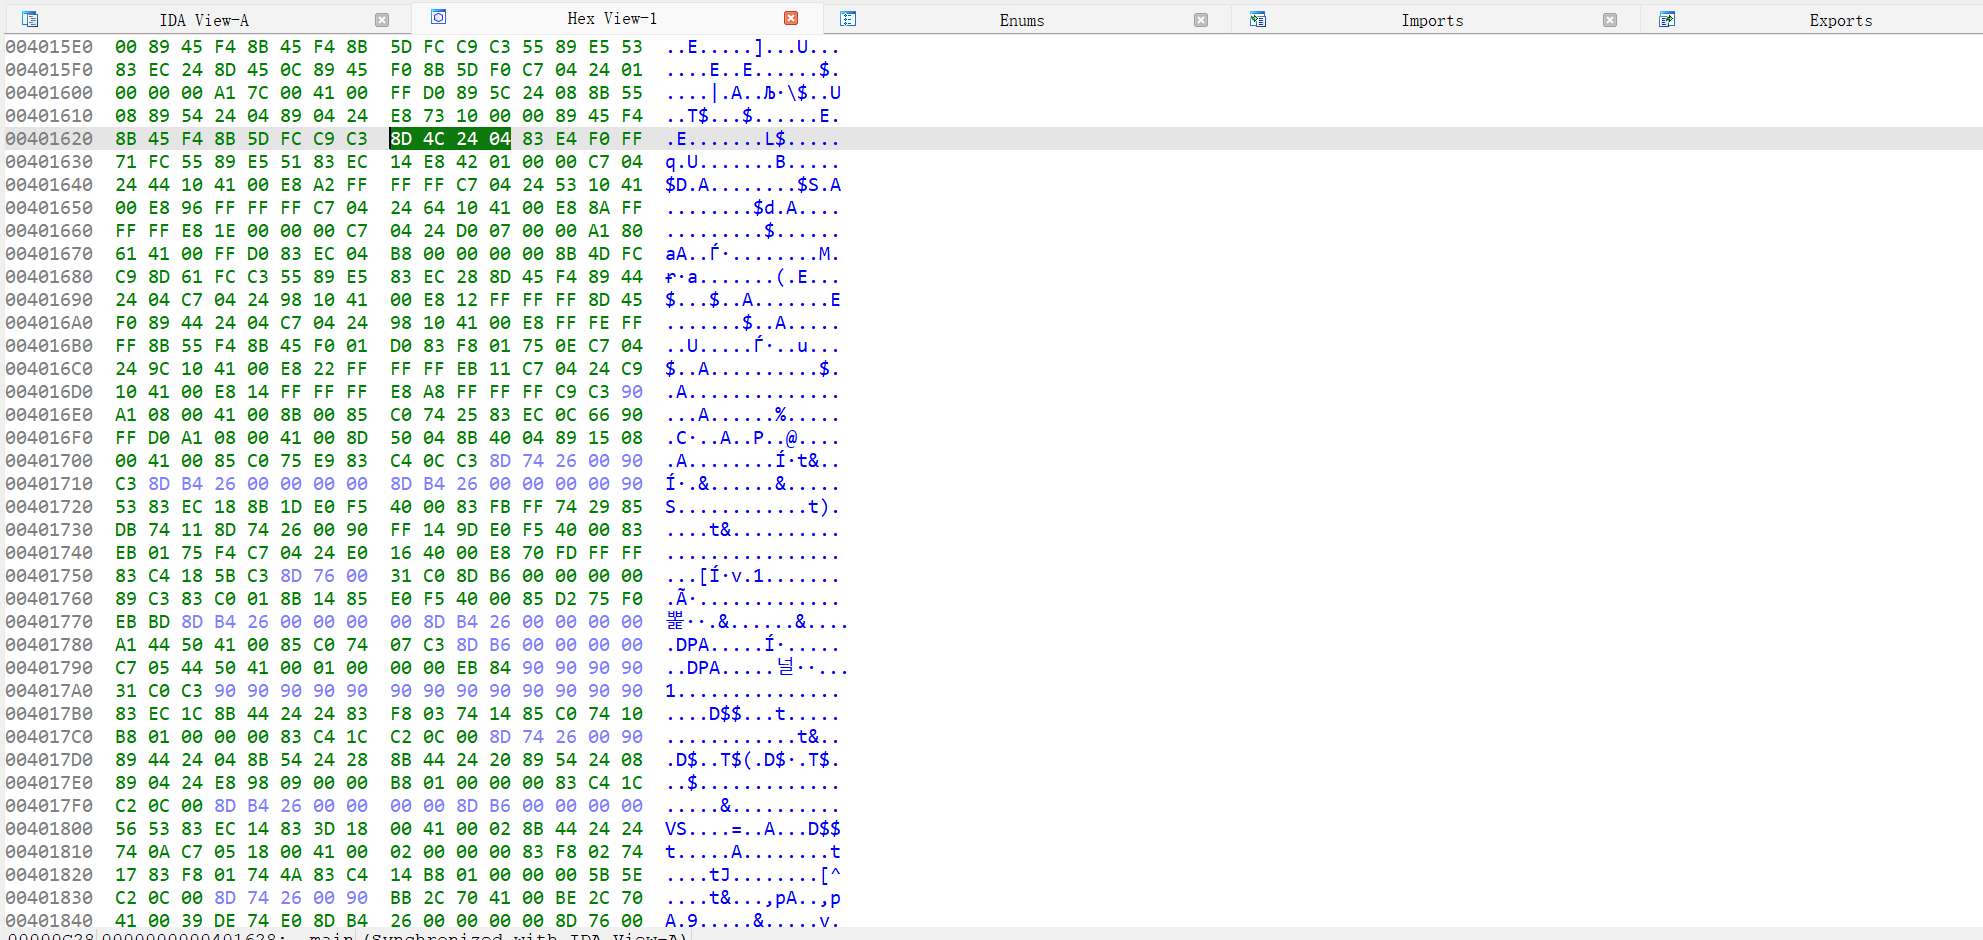 IDA View-A Hex View-1 Enums Imports Exports
004015E0 00 89 45 F4 8B 45 F4 8B 5D FC C9 C3 55 89 E5 53 ..E.....]...U...
004015F0 83 EC 24 8D 45 0C 89 45 F0 8B 5D F0 C7 04 24 01 ....E..E......$.
00401600 00 00 00 A1 7C 00 41 00 FF D0 89 5C 24 08 8B 55 ....|.A..Љ·\$..U
00401610 08 89 54 24 04 89 04 24 E8 73 10 00 00 89 45 F4 ..T$...$......E.
00401620 8B 45 F4 8B 5D FC C9 C3 8D 4C 24 04 83 E4 F0 FF .E.......L$.....
00401630 71 FC 55 89 E5 51 83 EC 14 E8 42 01 00 00 C7 04 q.U.......B.....
00401640 24 44 10 41 00 E8 A2 FF FF FF C7 04 24 53 10 41 $D.A........$S.A
00401650 00 E8 96 FF FF FF C7 04 24 64 10 41 00 E8 8A FF ........$d.A....
00401660 FF FF E8 1E 00 00 00 C7 04 24 D0 07 00 00 A1 80 .........$......
00401670 61 41 00 FF D0 83 EC 04 B8 00 00 00 00 8B 4D FC aA..Ѓ·........M.
00401680 C9 8D 61 FC C3 55 89 E5 83 EC 28 8D 45 F4 89 44 ɍ·a.......(.E...
00401690 24 04 C7 04 24 98 10 41 00 E8 12 FF FF FF 8D 45 $...$..A.......E
004016A0 F0 89 44 24 04 C7 04 24 98 10 41 00 E8 FF FE FF .......$..A.....
004016B0 FF 8B 55 F4 8B 45 F0 01 D0 83 F8 01 75 0E C7 04 ..U.....Ѓ·..u...
004016C0 24 9C 10 41 00 E8 22 FF FF FF EB 11 C7 04 24 C9 $..A..........$.
004016D0 10 41 00 E8 14 FF FF FF E8 A8 FF FF FF C9 C3 90 .A..............
004016E0 A1 08 00 41 00 8B 00 85 C0 74 25 83 EC 0C 66 90 ...A......%.....
004016F0 FF D0 A1 08 00 41 00 8D 50 04 8B 40 04 89 15 08 .С·..A..P..@....
00401700 00 41 00 85 C0 75 E9 83 C4 0C C3 8D 74 26 00 90 .A........Í·t&..
00401710 C3 8D B4 26 00 00 00 00 8D B4 26 00 00 00 00 90 Í·.&......&.....
00401720 53 83 EC 18 8B 1D E0 F5 40 00 83 FB FF 74 29 85 S............t).
00401730 DB 74 11 8D 74 26 00 90 FF 14 9D E0 F5 40 00 83 ....t&..........
00401740 EB 01 75 F4 C7 04 24 E0 16 40 00 E8 70 FD FF FF ................
00401750 83 C4 18 5B C3 8D 76 00 31 C0 8D B6 00 00 00 00 ...[Í·v.1.......
00401760 89 C3 83 C0 01 8B 14 85 E0 F5 40 00 85 D2 75 F0 .Ã·.............
00401770 EB BD 8D B4 26 00 00 00 00 8D B4 26 00 00 00 00 뽍··.&......&....
00401780 A1 44 50 41 00 85 C0 74 07 C3 8D B6 00 00 00 00 .DPA.....Í·.....
00401790 C7 05 44 50 41 00 01 00 00 00 EB 84 90 90 90 90 ..DPA.....널··...
004017A0 31 C0 C3 90 90 90 90 90 90 90 90 90 90 90 90 90 1...............
004017B0 83 EC 1C 8B 44 24 24 83 F8 03 74 14 85 C0 74 10 ....D$$...t.....
004017C0 B8 01 00 00 00 83 C4 1C C2 0C 00 8D 74 26 00 90 ............t&..
004017D0 89 44 24 04 8B 54 24 28 8B 44 24 20 89 54 24 08 .D$..T$(.D$·.T$.
004017E0 89 04 24 E8 98 09 00 00 B8 01 00 00 00 83 C4 1C ..$.............
004017F0 C2 0C 00 8D B4 26 00 00 00 00 8D B6 00 00 00 00 .....&..........
00401800 56 53 83 EC 14 83 3D 18 00 41 00 02 8B 44 24 24 VS....=..A...D$$
00401810 74 0A C7 05 18 00 41 00 02 00 00 00 83 F8 02 74 t.....A........t
00401820 17 83 F8 01 74 4A 83 C4 14 B8 01 00 00 00 5B 5E ....tJ........[^
00401830 C2 0C 00 8D 74 26 00 90 BB 2C 70 41 00 BE 2C 70 ....t&...,pA..,p
00401840 41 00 39 DE 74 E0 8D B4 26 00 00 00 00 8D 76 00 A.9.....&.....v.
00000C28 0000000000401628: _main (Synchronized with IDA View-A)